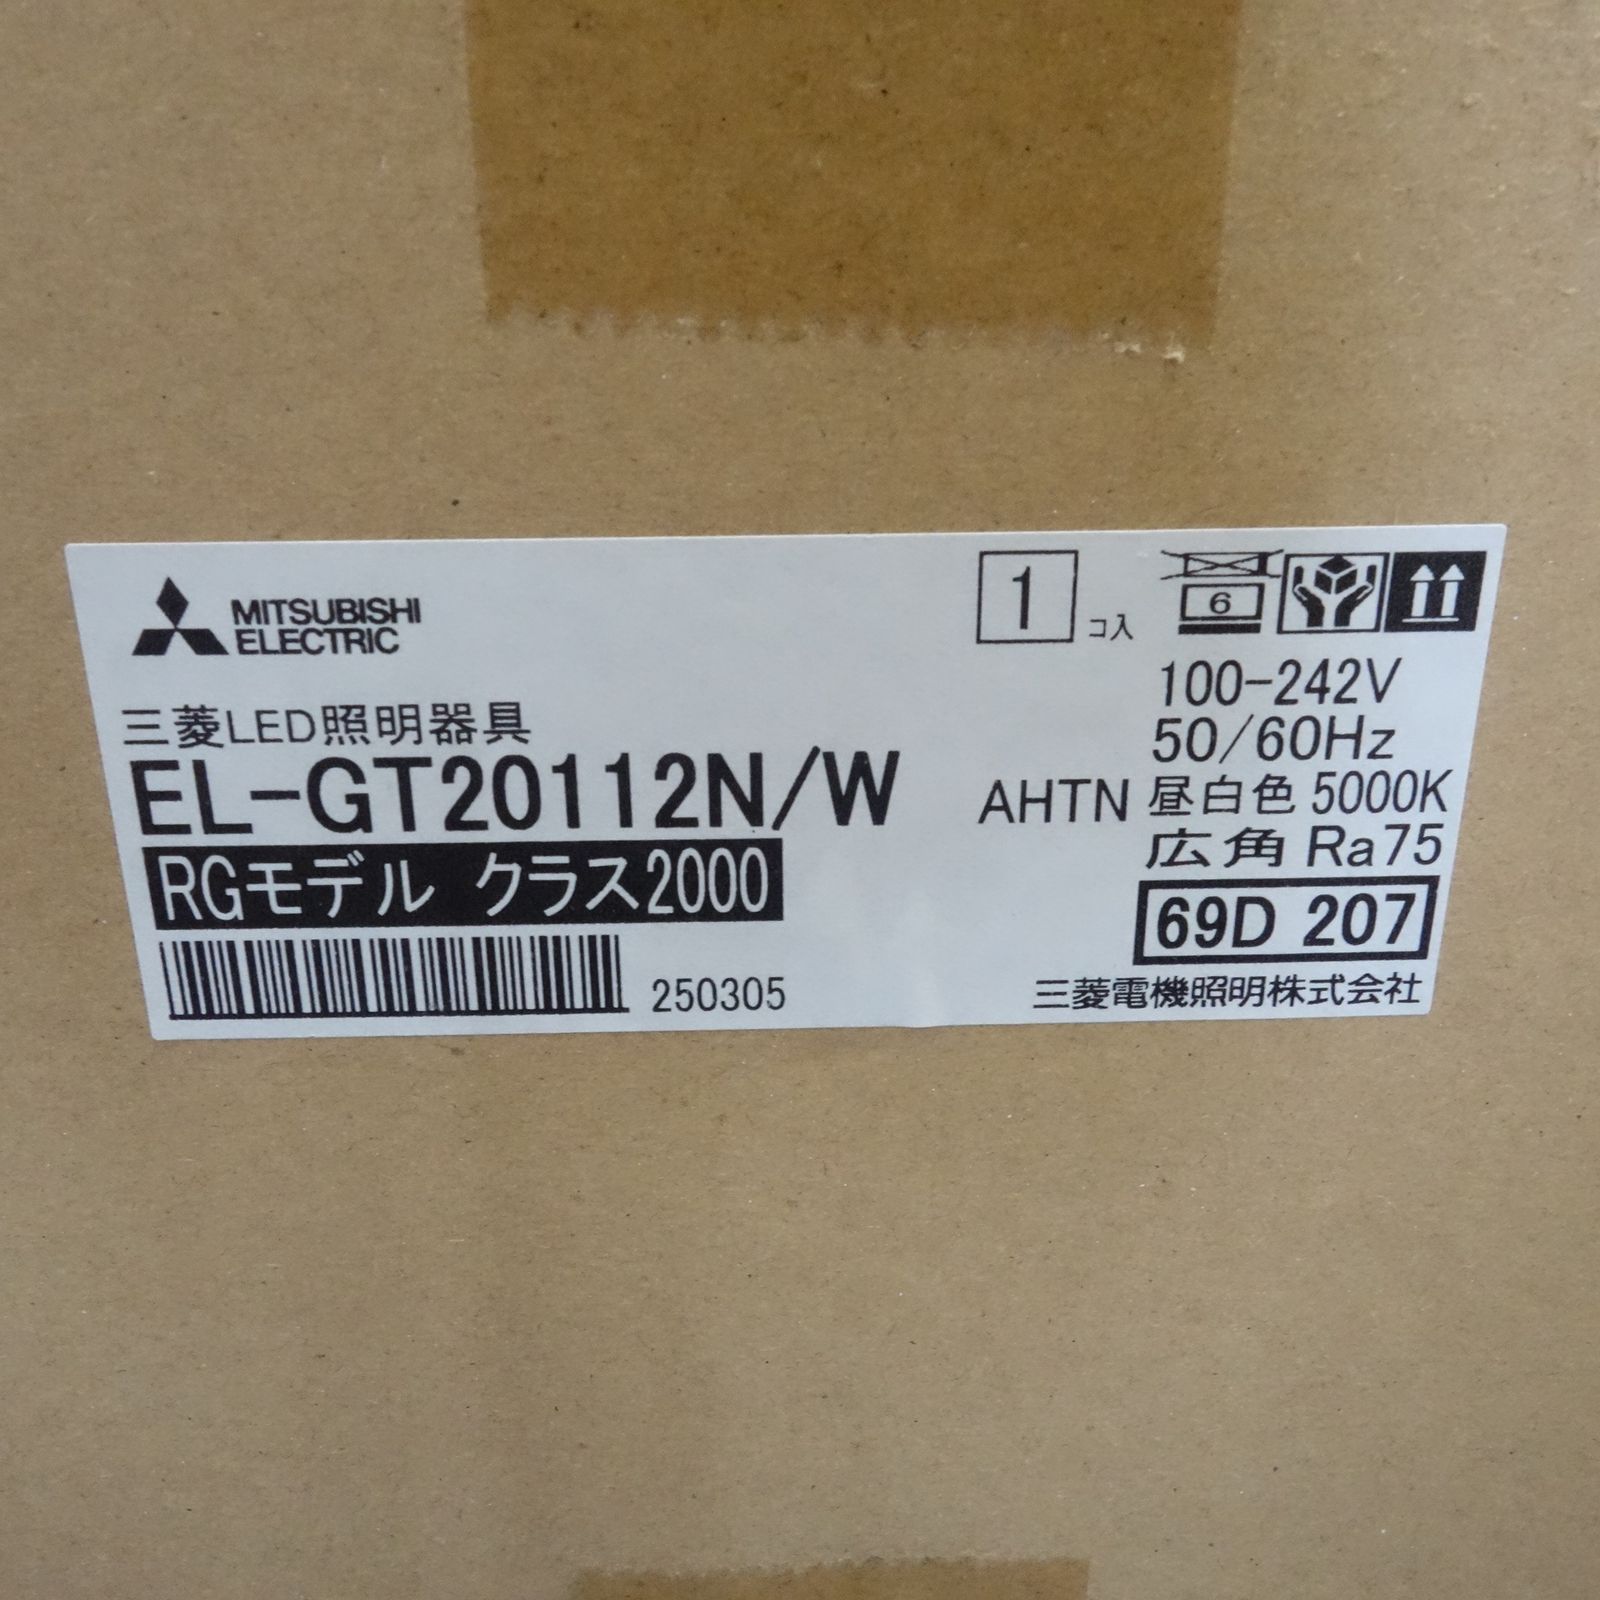 MITSUBISHI
ELECTRIC
1 コ入
6
三菱LED照明器具
EL-GT20112N/W
RGモデル クラス2000
250305
100-242V
50/60Hz
AHTN 昼白色 5000K
広角 Ra75
69D 207
三菱電機照明株式会社